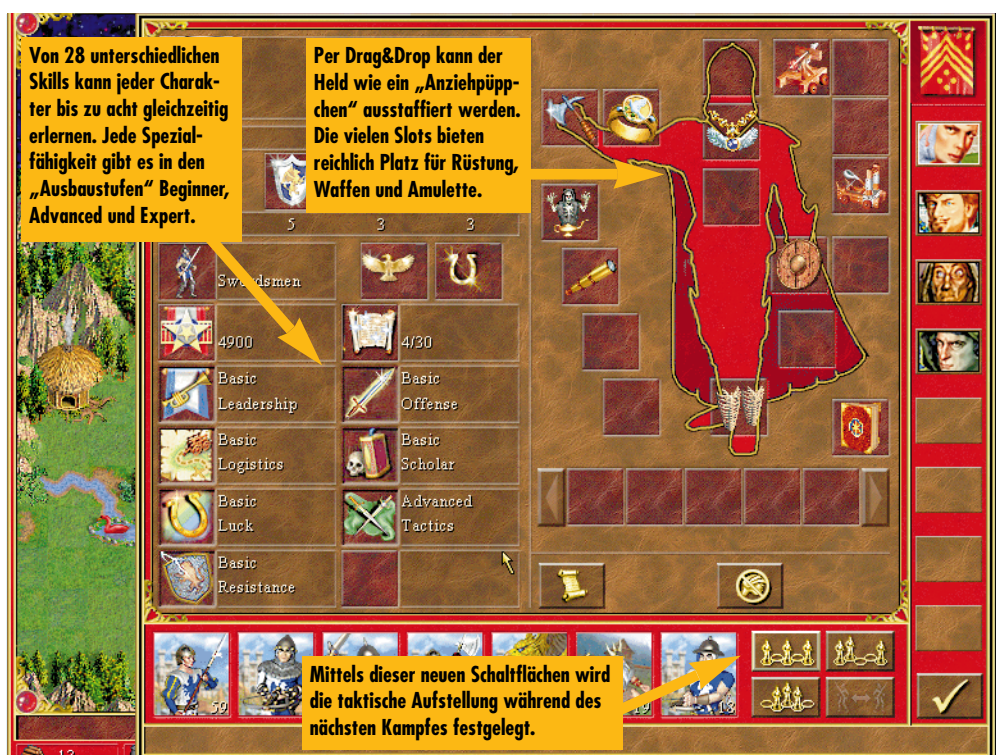 Von 28 unterschiedlichen
Skills kann jeder Charak-
ter bis zu acht gleichzeitig
erlernen. Jede Spezial-
fähigkeit gibt es in den
„Ausbaustufen“ Beginner,
Advanced und Expert.
Per Drag&Drop kann der
Held wie ein „Anziehpüpp-
chen“ ausstaffiert werden.
Die vielen Slots bieten
reichlich Platz für Rüstung,
Waffen und Amulette.
5 3 3
Swordsmen
4900
4/30
Basic
Leadership
Basic
Offense
Basic
Logistics
Basic
Scholar
Basic
Luck
Advanced
Tactics
Basic
Resistance
59
19
13
Mittels dieser neuen Schaltflächen wird
die taktische Aufstellung während des
nächsten Kampfes festgelegt.